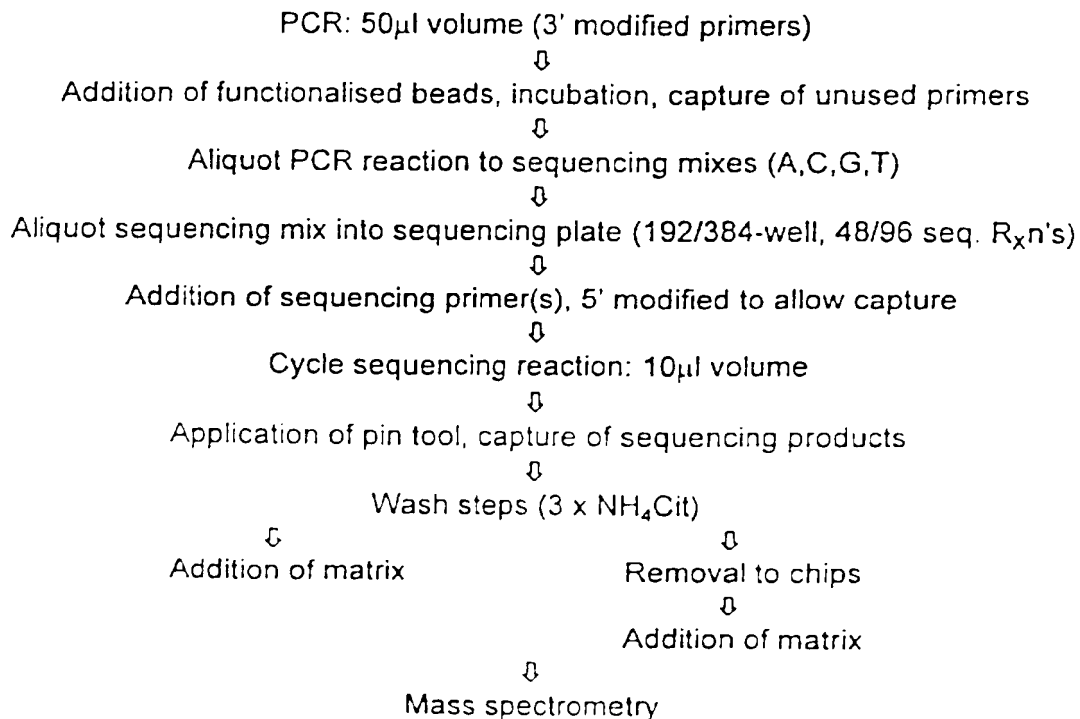 PCR: 50μl volume (3' modified primers)
⇩
Addition of functionalised beads, incubation, capture of unused primers
⇩
Aliquot PCR reaction to sequencing mixes (A,C,G,T)
⇩
Aliquot sequencing mix into sequencing plate (192/384-well, 48/96 seq. RXn's)
⇩
Addition of sequencing primer(s), 5' modified to allow capture
⇩
Cycle sequencing reaction: 10μl volume
⇩
Application of pin tool, capture of sequencing products
⇩
Wash steps (3 x NH₄Cit)
⇩ ⇩
Addition of matrix Removal to chips
⇩
Addition of matrix
⇩
Mass spectrometry